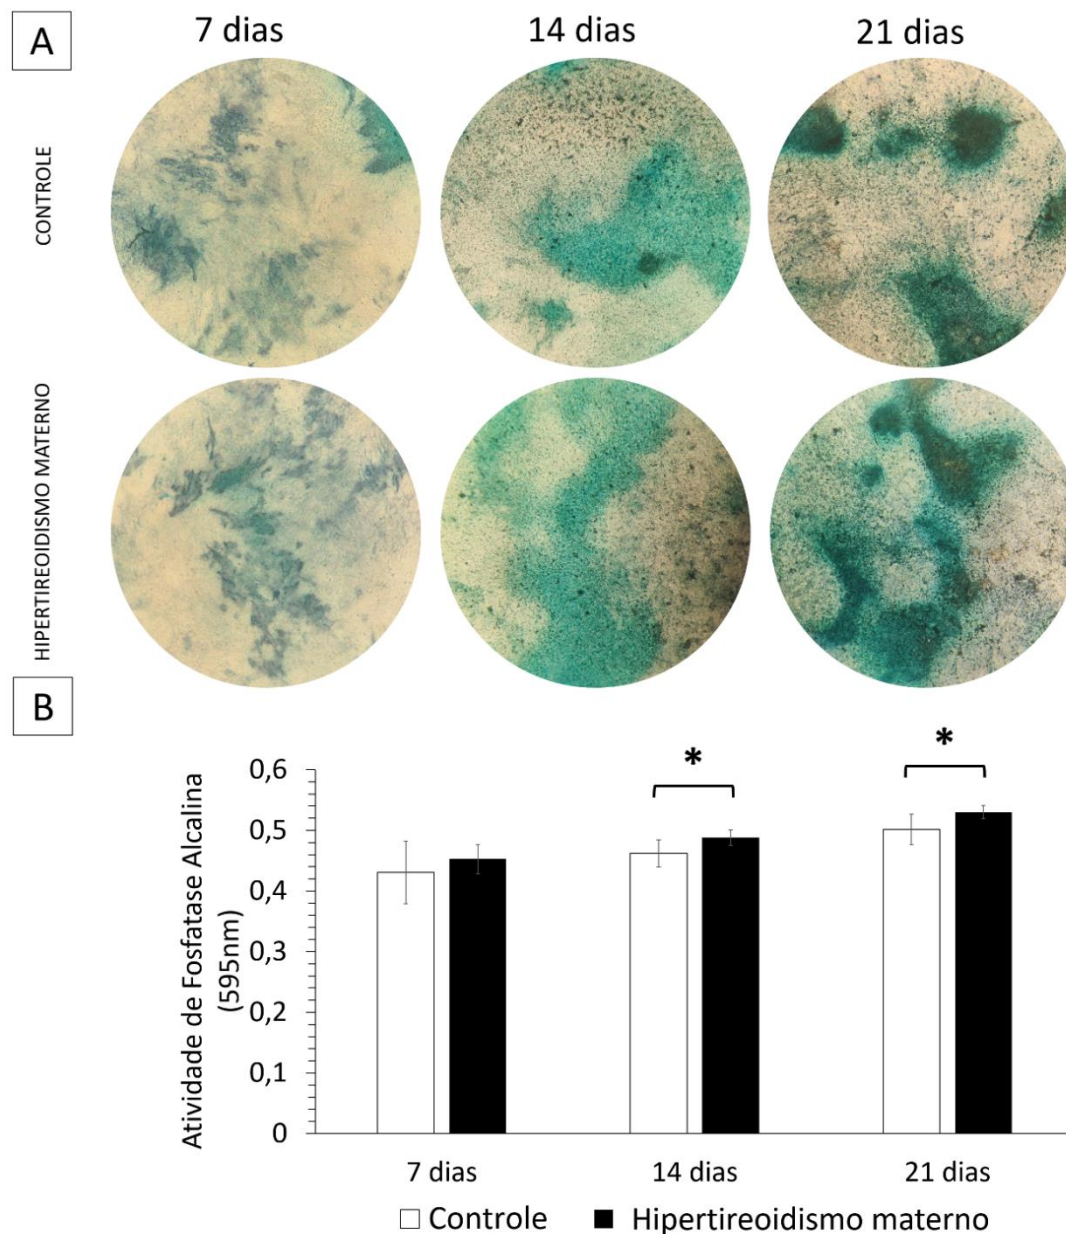 A
7 dias
14 dias
21 dias
CONTROLE
HIPERTIREOIDISMO MATERNO
B
Atividade de Fosfatase Alcalina
(595nm)
*
*
0,6
0,5
0,4
0,3
0,2
0,1
0
7 dias
14 dias
21 dias
Controle
Hipertireoidismo materno